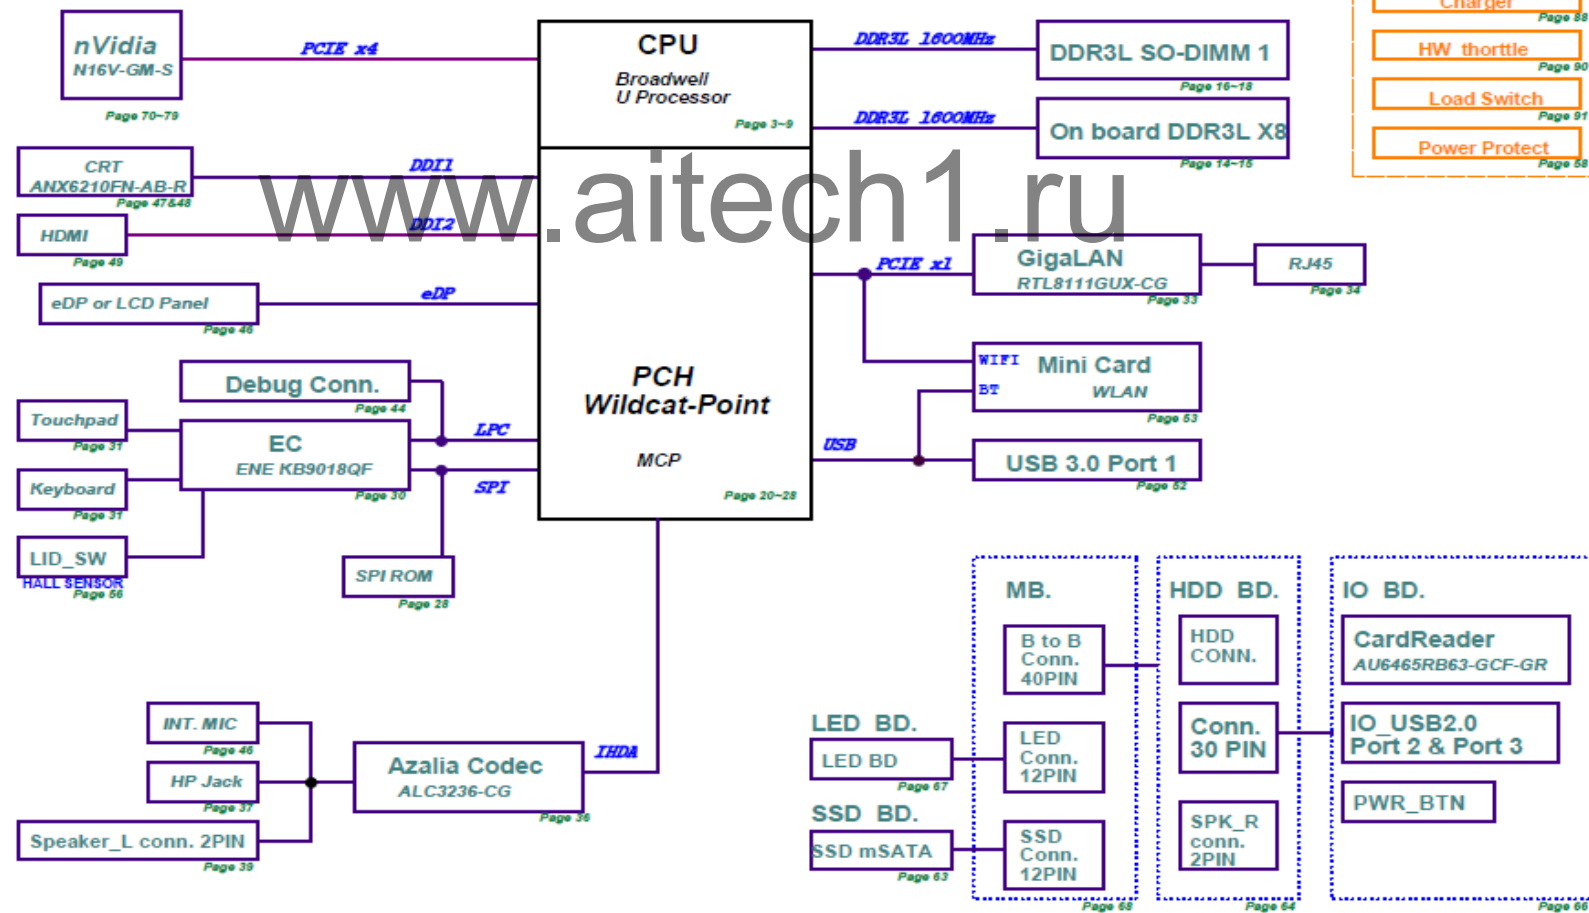 nVidia
N16V-GM-S
Page 70~79
PCIE x4
CPU
Broadwell
U Processor
Page 3~9
DDR3L 1600MHz
DDR3L SO-DIMM 1
Page 16~18
DDR3L 1600MHz
On board DDR3L X8
Page 14~15
Charger
Page 88
HW thorttle
Page 90
Load Switch
Page 91
Power Protect
Page 58
www.aitech1.ru
CRT
ANX6210FN-AB-R
Page 47&48
DDI1
HDMI
Page 49
DDI2
eDP or LCD Panel
Page 46
eDP
PCH
Wildcat-Point
MCP
Page 20~28
PCIE x1
GigaLAN
RTL8111GUX-CG
Page 33
RJ45
Page 34
WIFI
BT
Mini Card
WLAN
Page 53
USB
USB 3.0 Port 1
Page 52
Debug Conn.
Page 44
Touchpad
Page 31
EC
ENE KB9018QF
Page 30
LPC
SPI
Keyboard
Page 31
LID_SW
HALL SENSOR
Page 56
SPI ROM
Page 28
INT. MIC
Page 46
HP Jack
Page 37
Speaker_L conn. 2PIN
Page 39
Azalia Codec
ALC3236-CG
Page 36
IHDA
LED BD.
LED BD
Page 67
SSD BD.
SSD mSATA
Page 63
MB.
B to B
Conn.
40PIN
LED
Conn.
12PIN
SSD
Conn.
12PIN
Page 68
HDD BD.
HDD
CONN.
Conn.
30 PIN
SPK_R
conn.
2PIN
Page 64
IO BD.
CardReader
AU6465RB63-GCF-GR
IO_USB2.0
Port 2 & Port 3
PWR_BTN
Page 66